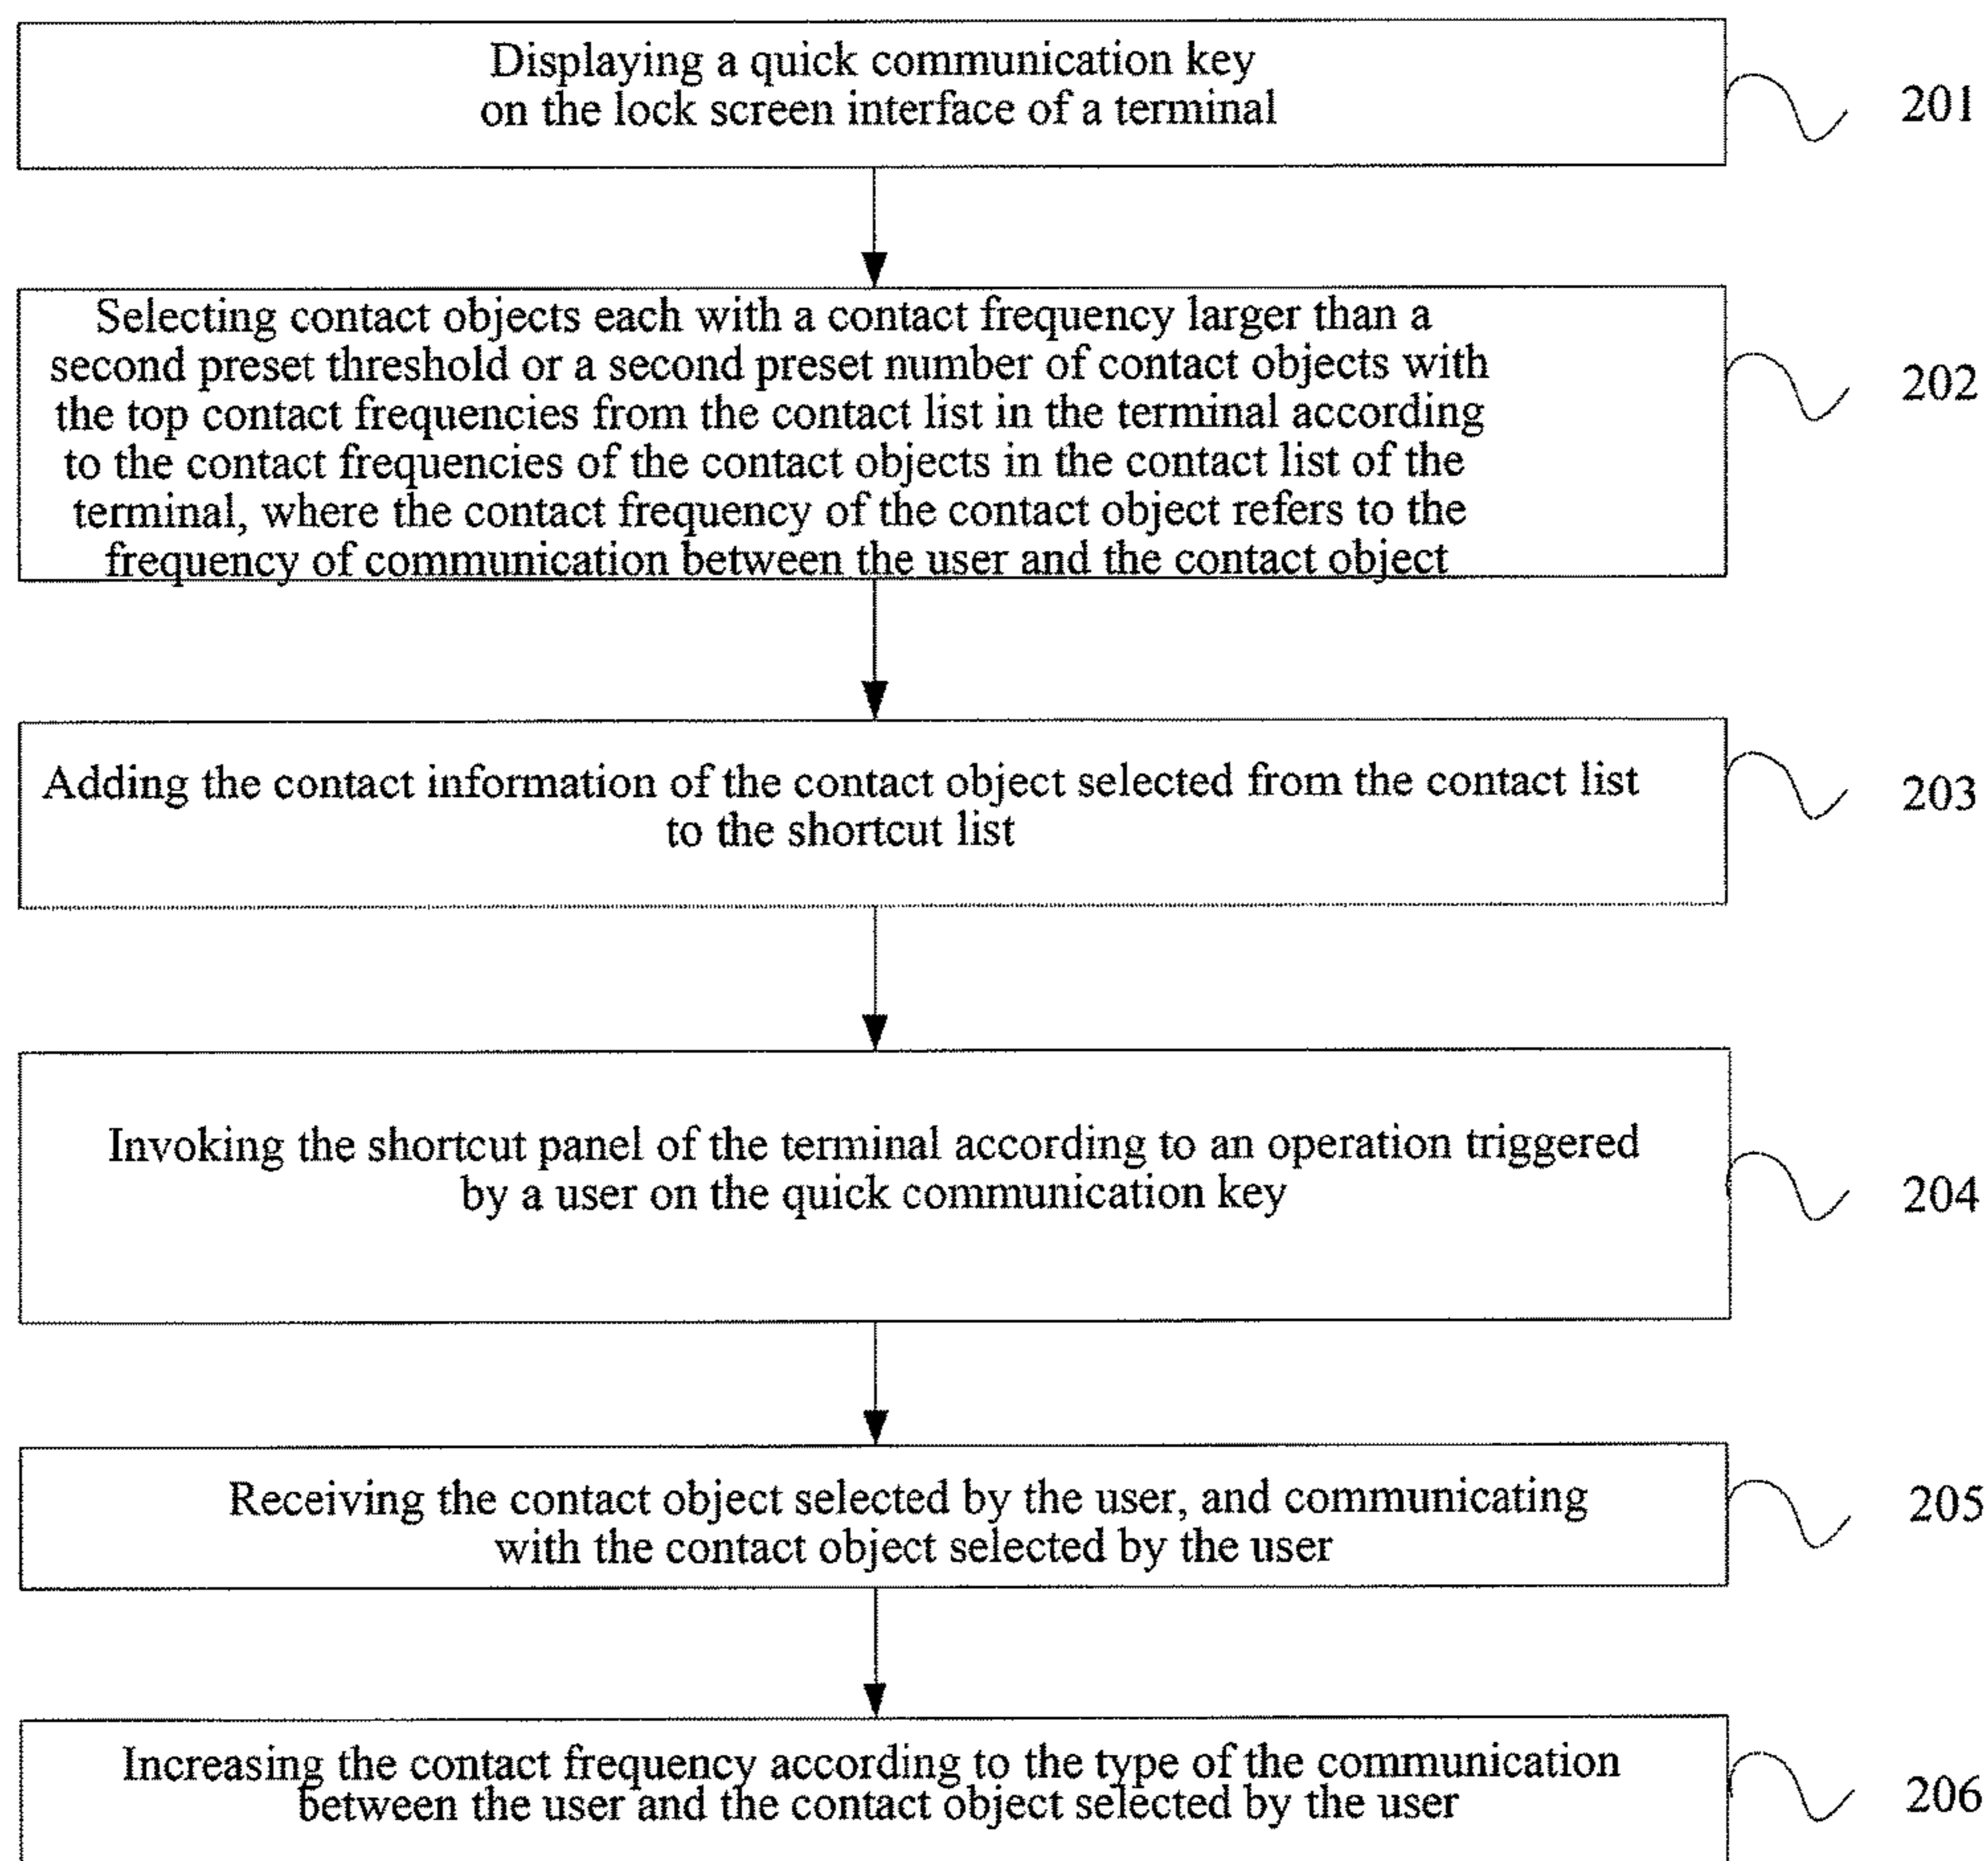 Displaying a quick communication key
on the lock screen interface of a terminal
201
Selecting contact objects each with a contact frequency larger than a
second preset threshold or a second preset number of contact objects with
the top contact frequencies from the contact list in the terminal according
to the contact frequencies of the contact objects in the contact list of the
terminal, where the contact frequency of the contact object refers to the
frequency of communication between the user and the contact object
202
Adding the contact information of the contact object selected from the contact list
to the shortcut list
203
Invoking the shortcut panel of the terminal according to an operation triggered
by a user on the quick communication key
204
Receiving the contact object selected by the user, and communicating
with the contact object selected by the user
205
Increasing the contact frequency according to the type of the communication
between the user and the contact object selected by the user
206